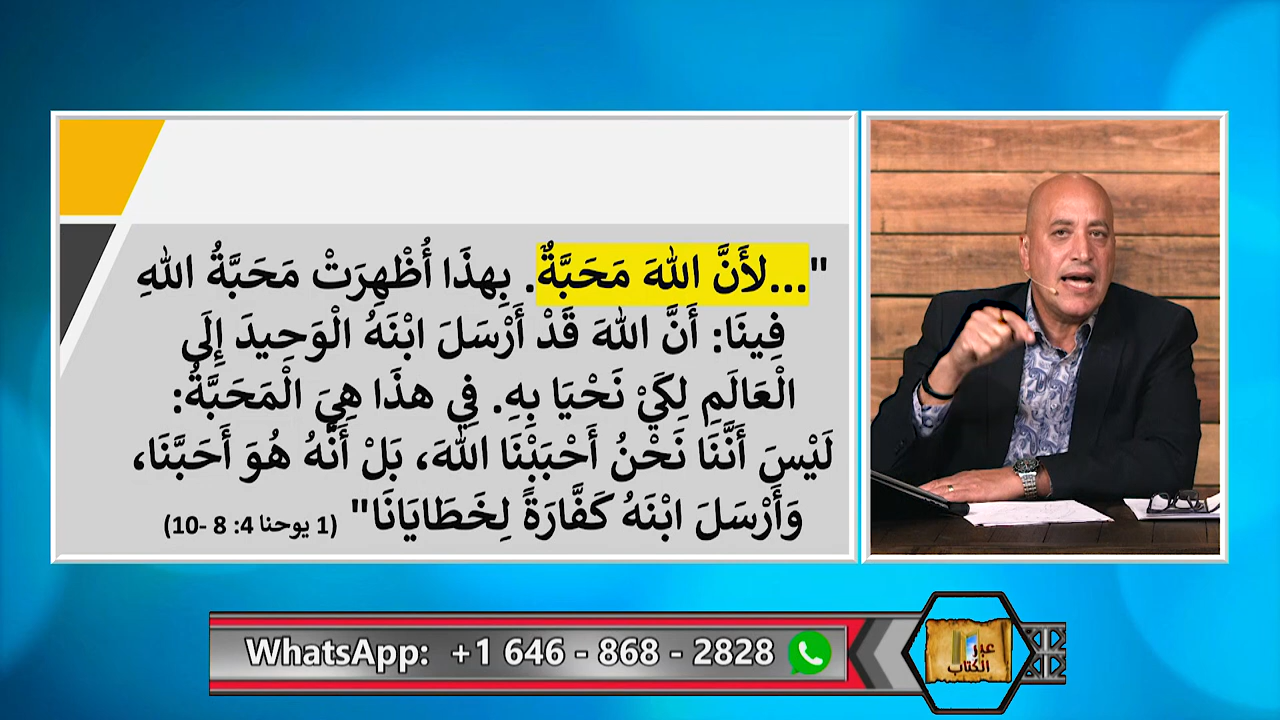 "...لأَنَّ اللهَ مَحَبَّةٌ. بِهذَا أُظْهِرَتْ مَحَبَّةُ اللهِ
فِينَا: أَنَّ اللهَ قَدْ أَرْسَلَ ابْنَهُ الْوَحِيدَ إِلَى
الْعَالَمِ لِكَيْ نَحْيَا بِهِ. فِي هذَا هِيَ الْمَحَبَّةُ:
لَيْسَ أَنَّنَا نَحْنُ أَحْبَبْنَا اللهَ، بَلْ أَنَّهُ هُوَ أَحَبَّنَا،
وَأَرْسَلَ ابْنَهُ كَفَّارَةً لِخَطَايَانَا" (1 يوحنا 4: 8 -10)
WhatsApp: +1 646 - 868 - 2828
عبر
الكتاب